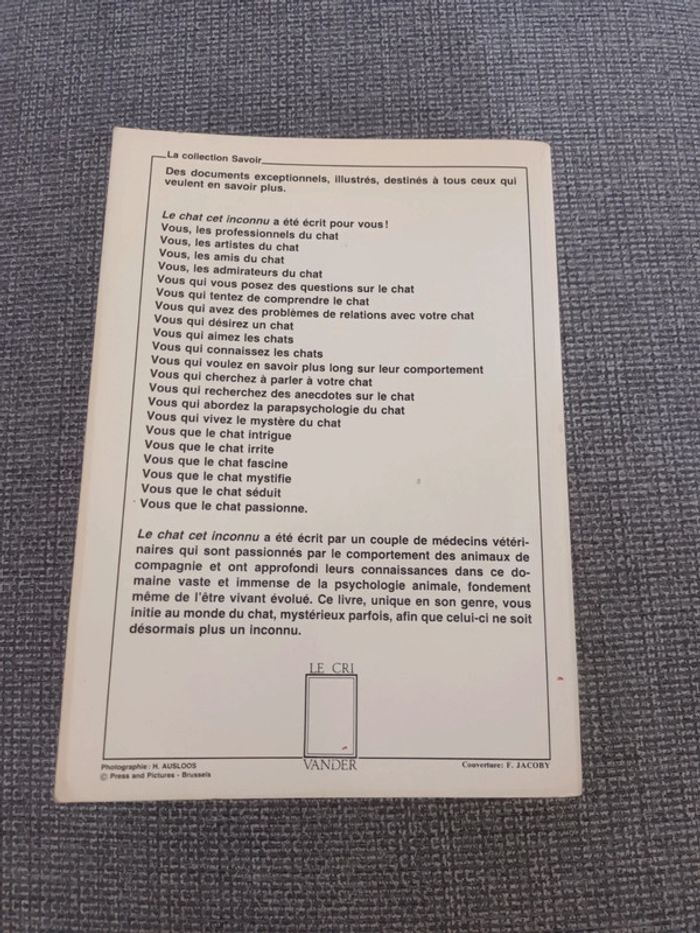 La collection Savoir
Des documents exceptionnels, illustrés, destinés à tous ceux qui
veulent en savoir plus.
Le chat cet inconnu a été écrit pour vous !
Vous, les professionnels du chat
Vous, les artistes du chat
Vous, les amis du chat
Vous, les admirateurs du chat
Vous qui vous posez des questions sur le chat
Vous qui tentez de comprendre le chat
Vous qui avez des problèmes de relations avec votre chat
Vous qui désirez un chat
Vous qui aimez les chats
Vous qui connaissez les chats
Vous qui voulez en savoir plus long sur leur comportement
Vous qui cherchez à parler à votre chat
Vous qui recherchez des anecdotes sur le chat
Vous qui abordez la parapsychologie du chat
Vous qui vivez le mystère du chat
Vous que le chat intrigue
Vous que le chat irrite
Vous que le chat fascine
Vous que le chat mystifie
Vous que le chat séduit
Vous que le chat passionne.
Le chat cet inconnu a été écrit par un couple de médecins vétéri-
naires qui sont passionnés par le comportement des animaux de
compagnie et ont approfondi leurs connaissances dans ce do-
maine vaste et immense de la psychologie animale, fondement
même de l'être vivant évolué. Ce livre, unique en son genre, vous
initie au monde du chat, mystérieux parfois, afin que celui-ci ne soit
désormais plus un inconnu.
LE CRI
VANDER
Photographie : H. AUSLOOS
© Press and Pictures - Brussels
Couverture: F. JACOBY